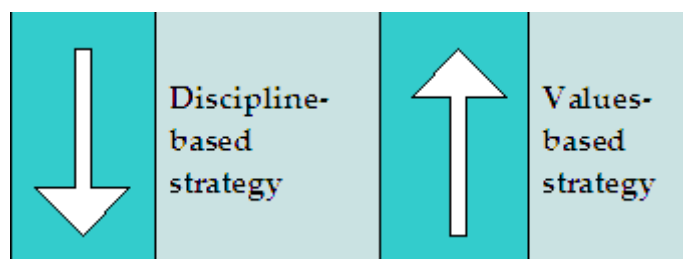 Discipline-
based
strategy
Values-
based
strategy